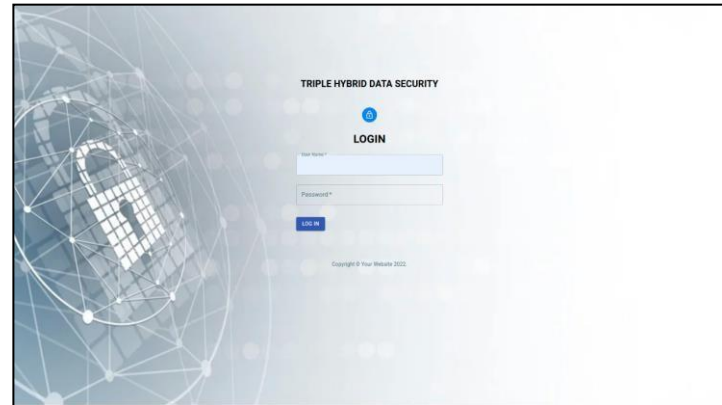 TRIPLE HYBRID DATA SECURITY
LOGIN
User Name *
Password *
LOG IN
Copyright © Your Website 2022.